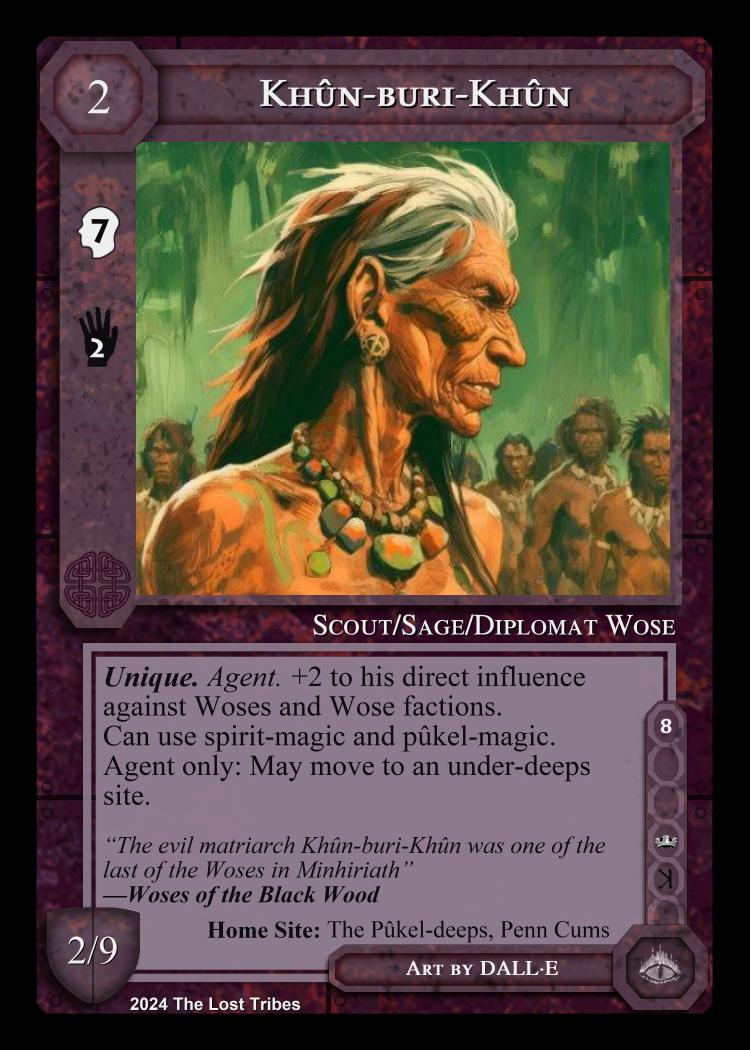 2
Khûn-buri-Khûn
7
2
Scout/Sage/Diplomat Wose
Unique. Agent. +2 to his direct influence
against Woses and Wose factions.
Can use spirit-magic and pûkel-magic.
Agent only: May move to an under-deeps
site.
8
“The evil matriarch Khûn-buri-Khûn was one of the
last of the Woses in Minhiriath”
—Woses of the Black Wood
Home Site: The Pûkel-deeps, Penn Cums
2/9
Art by DALL·E
2024 The Lost Tribes